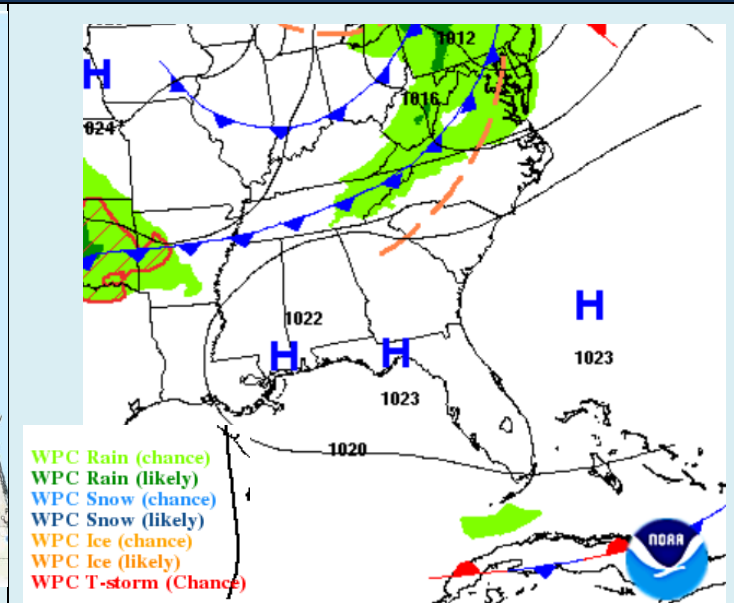 1012
H
1016
024
H
1022
1023
H
H
1023
1020
WPC Rain (chance)
WPC Rain (likely)
WPC Snow (chance)
WPC Snow (likely)
WPC Ice (chance)
WPC Ice (likely)
WPC T-storm (Chance)
NOAA